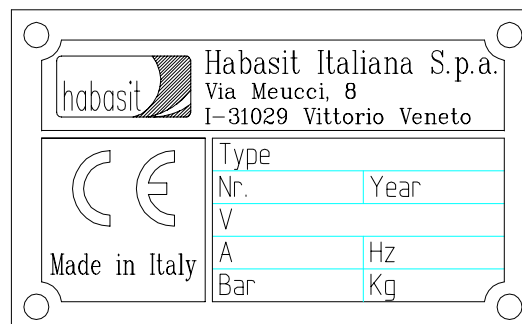 habasit
Habasit Italiana S.p.a.
Via Meucci, 8
I-31029 Vittorio Veneto
CE
Made in Italy
Type
Nr. Year
V
A Hz
Bar Kg